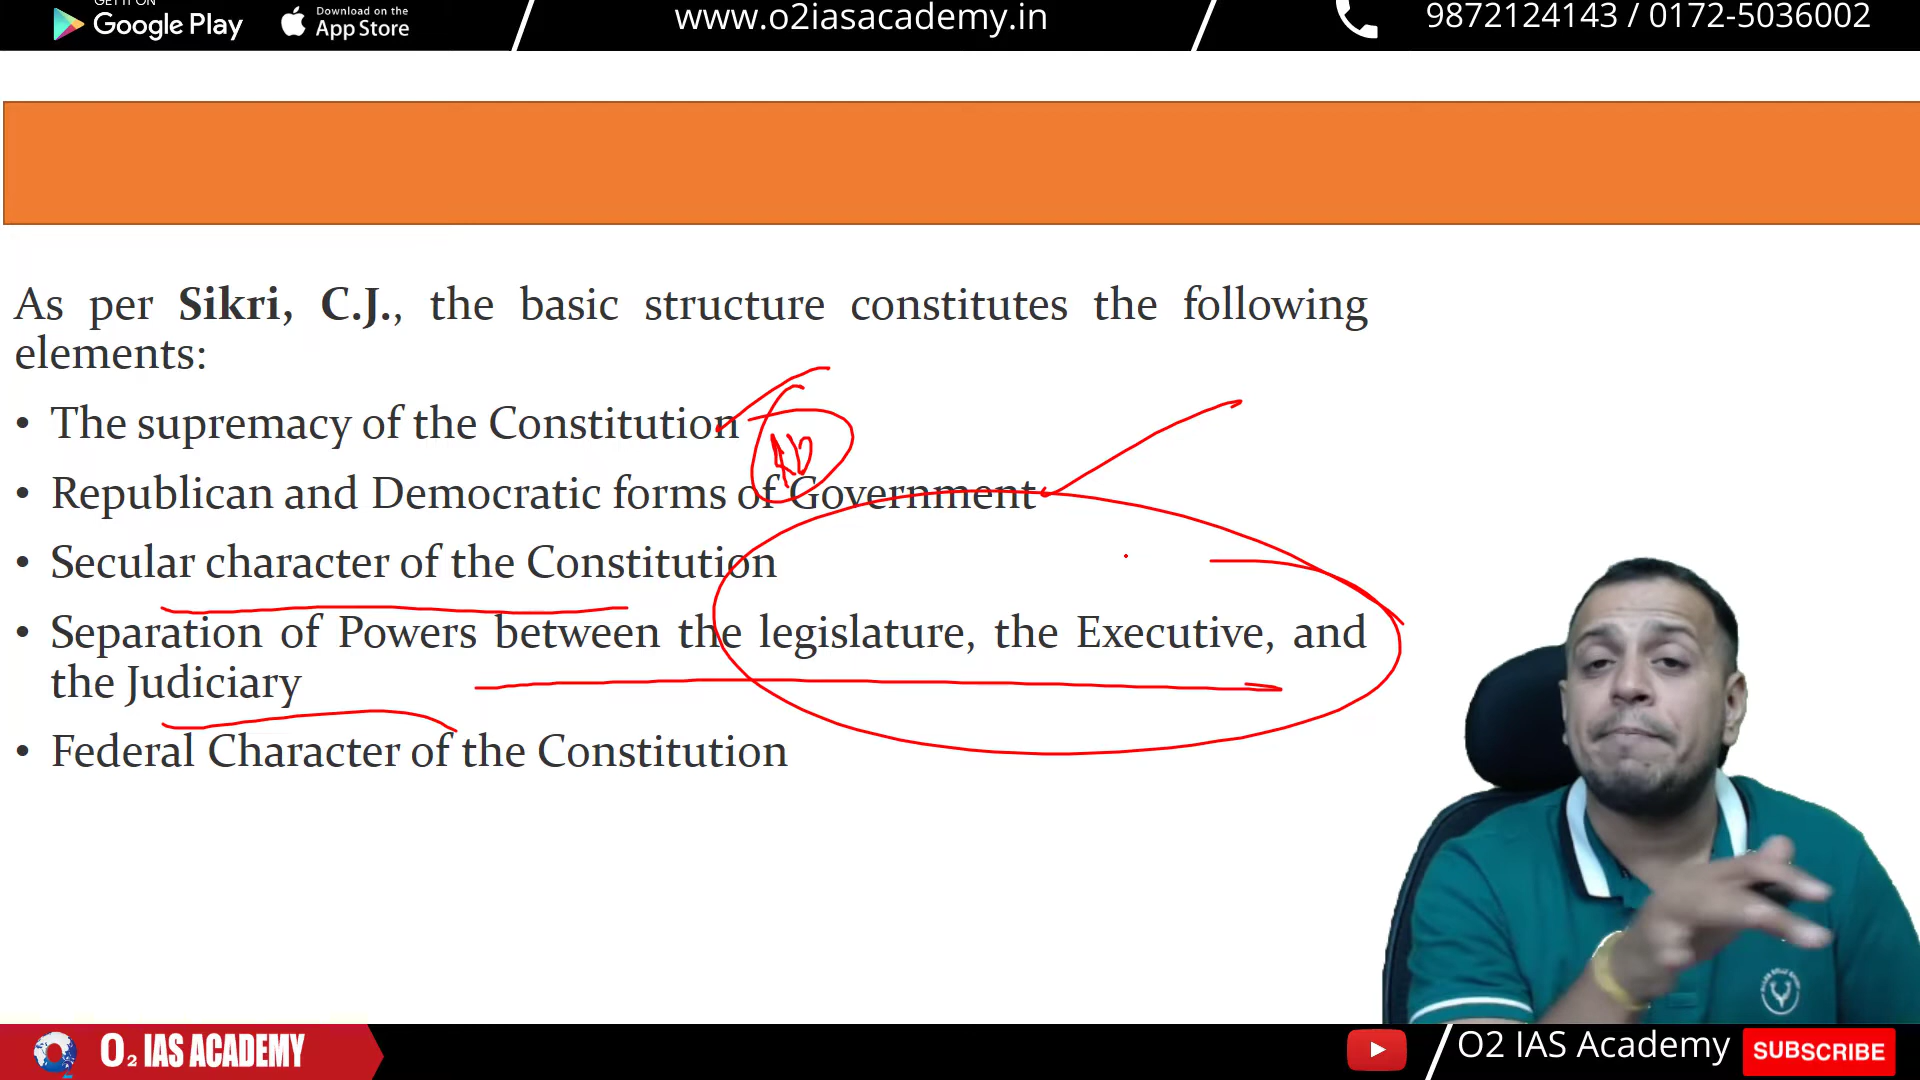 GET IT ON
Google Play
Download on the
App Store
www.o2iasacademy.in
9872124143 / 0172-5036002
As per Sikri, C.J., the basic structure constitutes the following
elements:
• The supremacy of the Constitution
• Republican and Democratic forms of Government
• Secular character of the Constitution
• Separation of Powers between the legislature, the Executive, and
the Judiciary
• Federal Character of the Constitution
O2 IAS ACADEMY
O2 IAS Academy
SUBSCRIBE